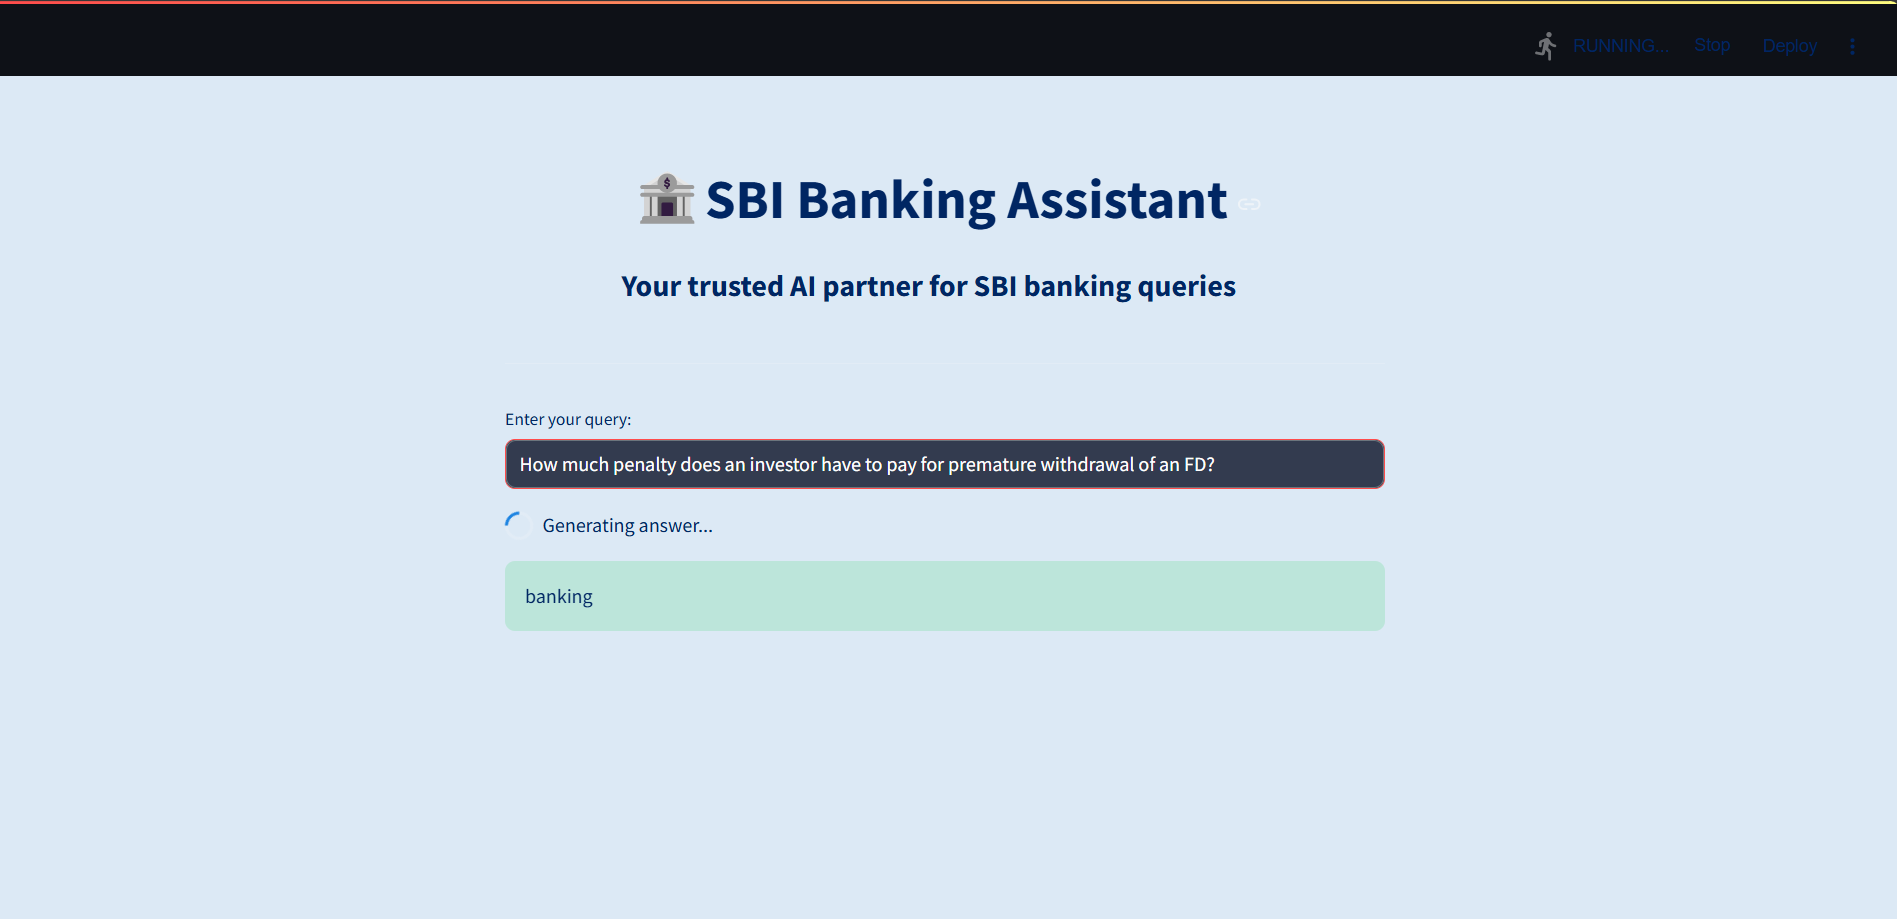 RUNNING... Stop Deploy
SBI Banking Assistant
Your trusted AI partner for SBI banking queries
Enter your query:
How much penalty does an investor have to pay for premature withdrawal of an FD?
Generating answer...
banking